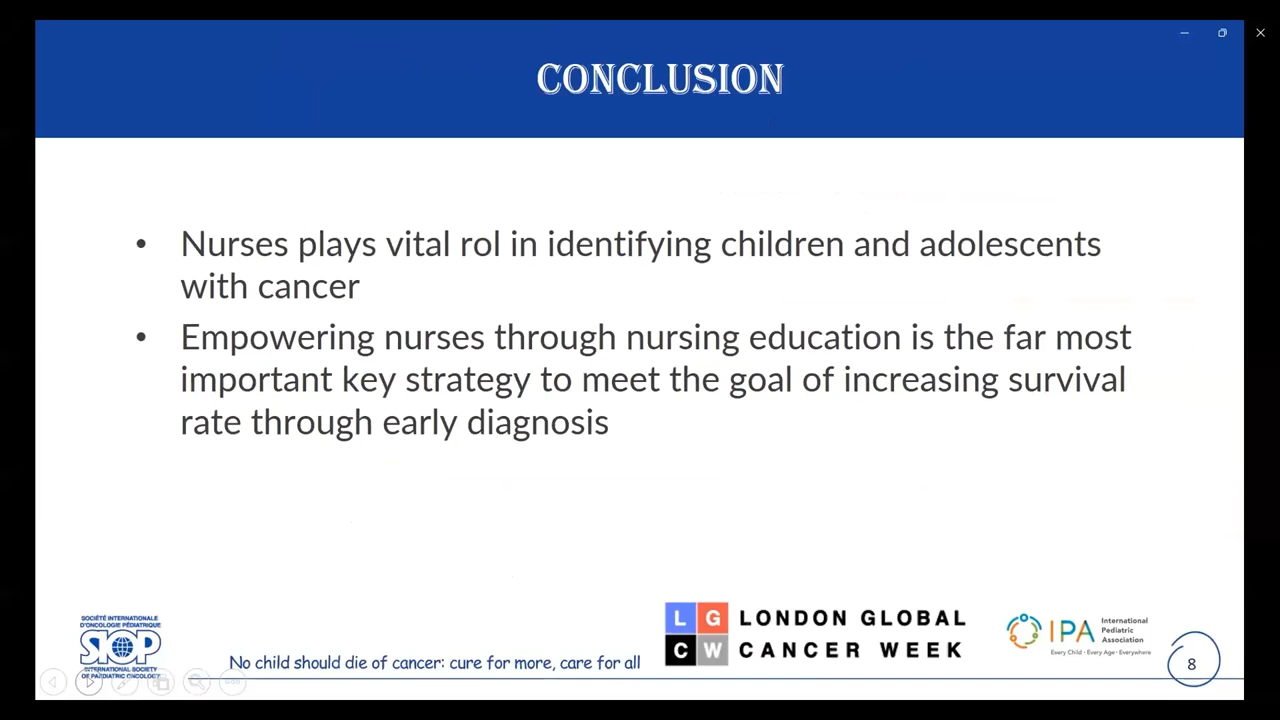 CONCLUSION
• Nurses plays vital rol in identifying children and adolescents
with cancer
• Empowering nurses through nursing education is the far most
important key strategy to meet the goal of increasing survival
rate through early diagnosis
SOCIÉTÉ INTERNATIONALE
D'ONCOLOGIE PÉDIATRIQUE
SIOP
INTERNATIONAL SOCIETY
OF PAEDIATRIC ONCOLOGY
No child should die of cancer: cure for more, care for all
L G
C W
LONDON GLOBAL
CANCER WEEK
IPA
International
Pediatric
Association
Every Child · Every Age · Everywhere
8